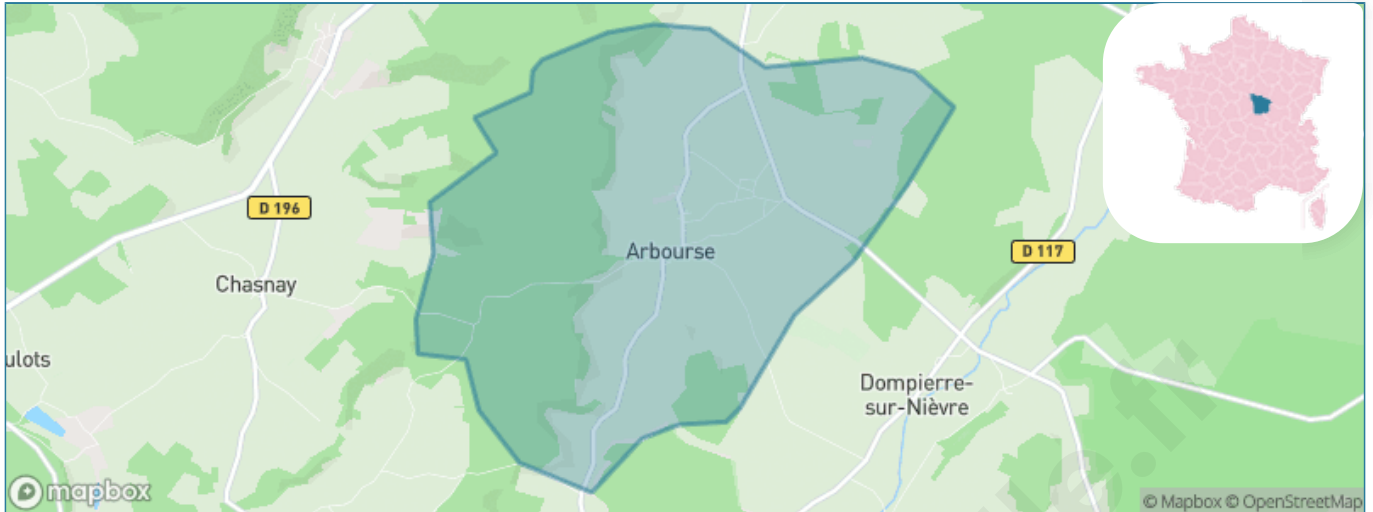 D 196
Arbourse
D 117
Chasnay
ulots
Dompierre-
sur-Nièvre
mapbox
© Mapbox © OpenStreetMap